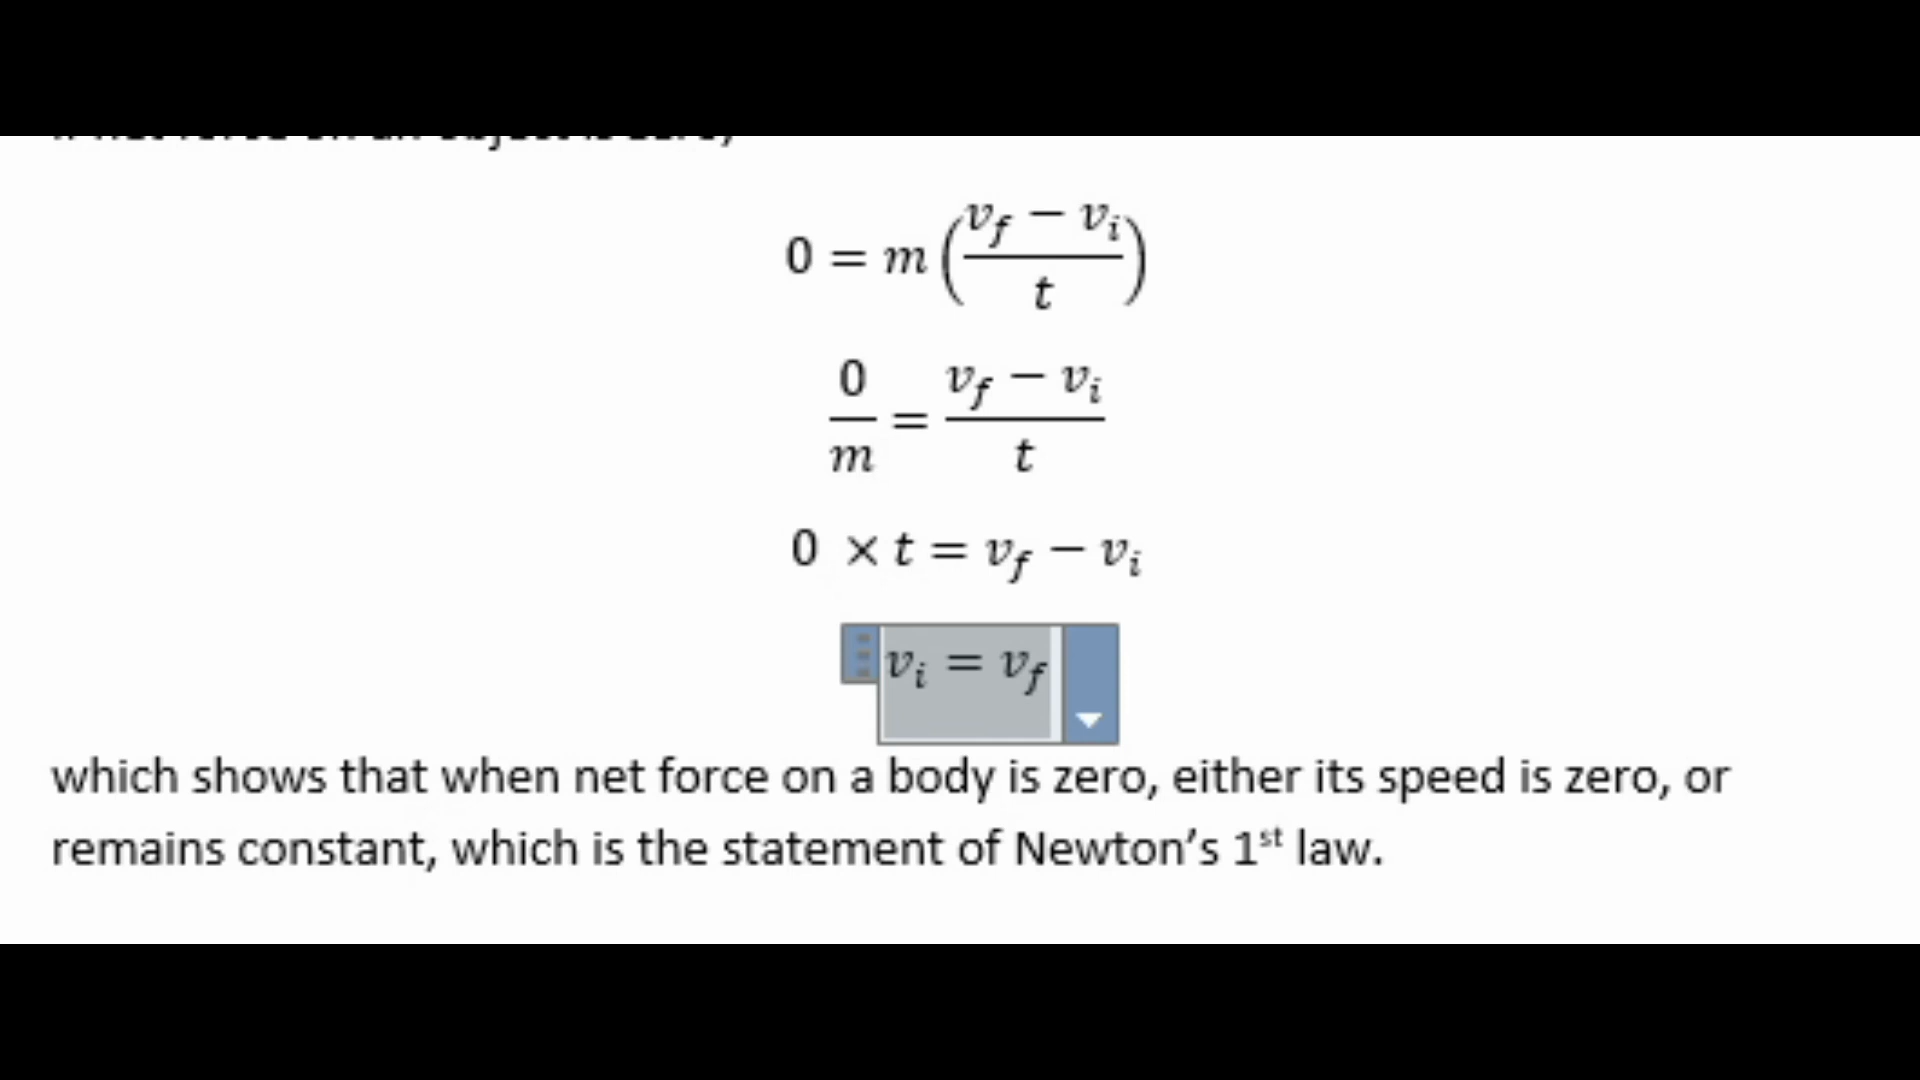 0 = m((v_f − v_i)/t)
0/m = (v_f − v_i)/t
0 × t = v_f − v_i
v_i = v_f
which shows that when net force on a body is zero, either its speed is zero, or
remains constant, which is the statement of Newton’s 1st law.